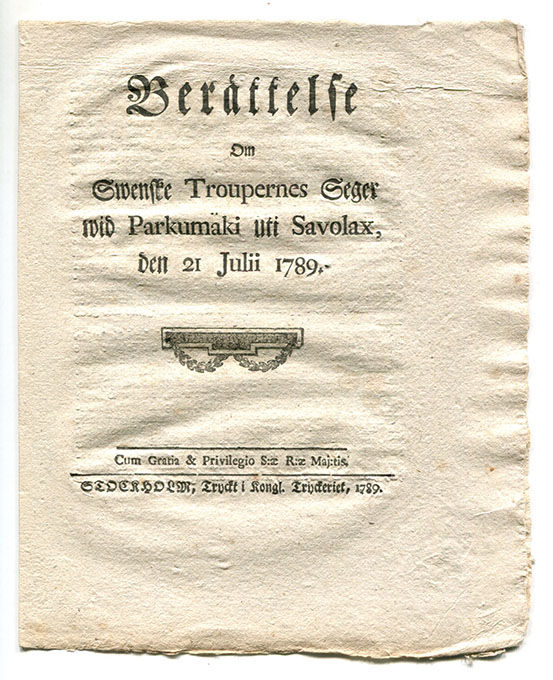 Berättelse
Om
Swenske Troupernes Seger
wid Parkumäki uti Savolax,
den 21 Julii 1789.
Cum Gratia & Privilegio S:æ R:æ Maj:tis.
STOCKHOLM, Tryckt i Kongl. Tryckeriet, 1789.